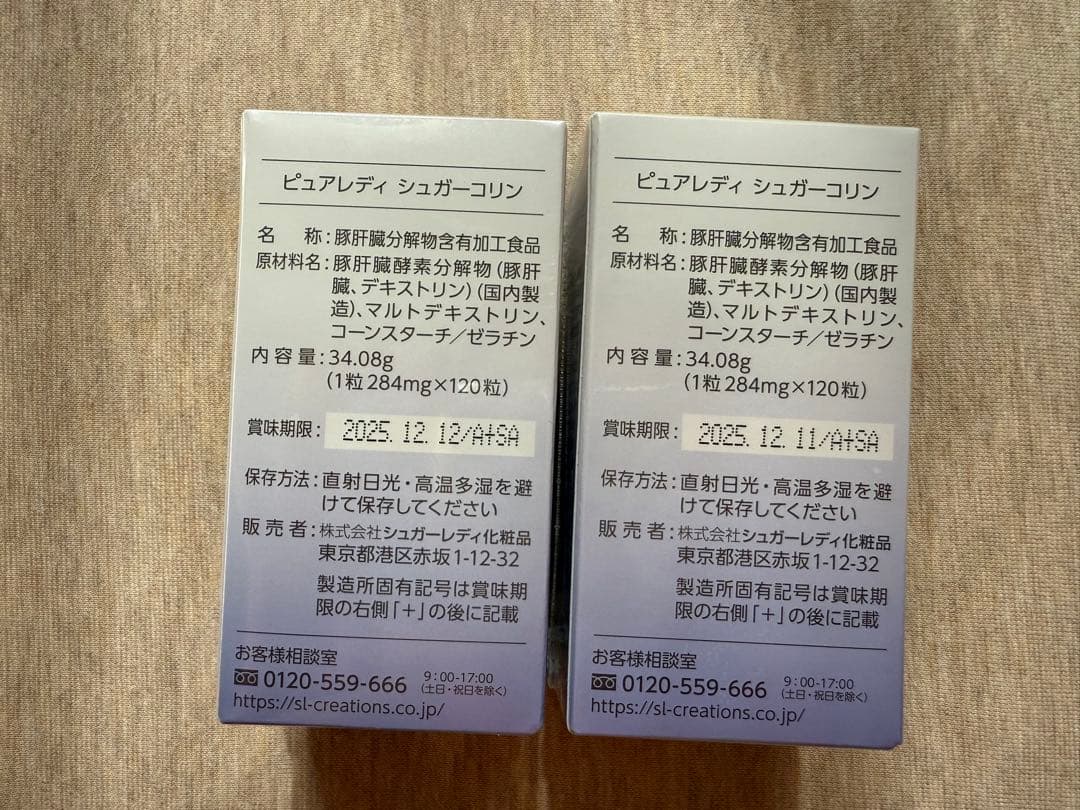 ピュアレディ シュガーコリン
名　称：豚肝臓分解物含有加工食品
原材料名：豚肝臓酵素分解物（豚肝
臓、デキストリン）（国内製
造）、マルトデキストリン、
コーンスターチ／ゼラチン
内容量：34.08g
（1粒 284mg×120粒）
賞味期限：2025.12.12/A+SA
保存方法：直射日光・高温多湿を避
けて保存してください
販売者：株式会社シュガーレディ化粧品
東京都港区赤坂1-12-32
製造所固有記号は賞味期
限の右側「＋」の後に記載
お客様相談室
0120-559-666 9：00-17:00
（土日・祝日を除く）
https://sl-creations.co.jp/
ピュアレディ シュガーコリン
名　称：豚肝臓分解物含有加工食品
原材料名：豚肝臓酵素分解物（豚肝
臓、デキストリン）（国内製
造）、マルトデキストリン、
コーンスターチ／ゼラチン
内容量：34.08g
（1粒 284mg×120粒）
賞味期限：2025.12.11/A+SA
保存方法：直射日光・高温多湿を避
けて保存してください
販売者：株式会社シュガーレディ化粧品
東京都港区赤坂1-12-32
製造所固有記号は賞味期
限の右側「＋」の後に記載
お客様相談室
0120-559-666 9：00-17:00
（土日・祝日を除く）
https://sl-creations.co.jp/